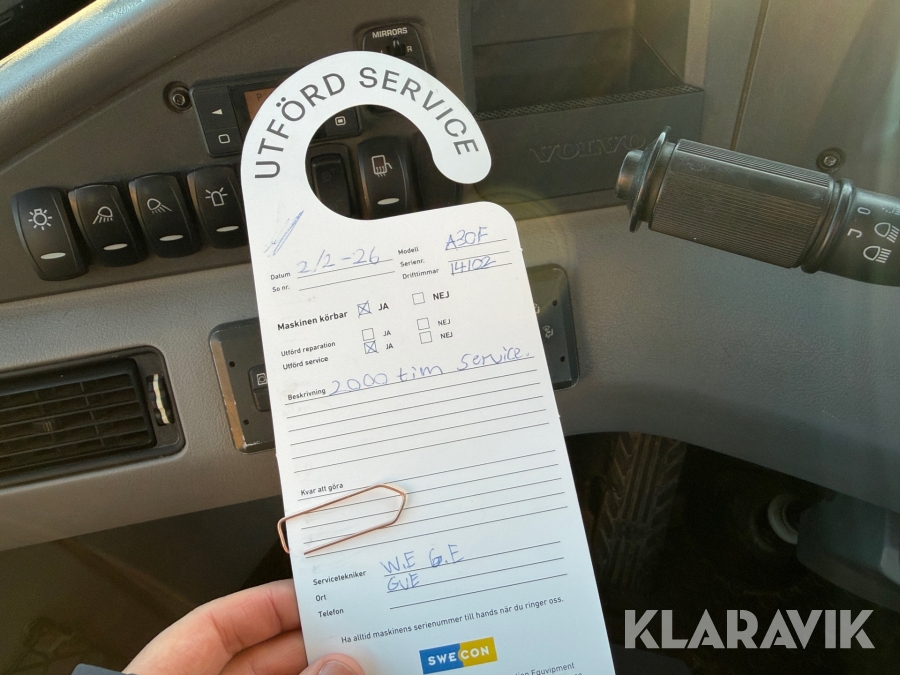 MIRRORS
R
UTFÖRD SERVICE
VOLVO
Datum 2/2-26 Modell A30F
So nr. Serienr.
Drifttimmar 14102
Maskinen körbar JA NEJ
Utförd reparation JA NEJ
Utförd service JA NEJ
Beskrivning 2000 tim service.
Kvar att göra
Servicetekniker W.E G.E
Ort GVE
Telefon
Ha alltid maskinens serienummer till hands när du ringer oss.
SWECON
Equvipment
KLARAVIK